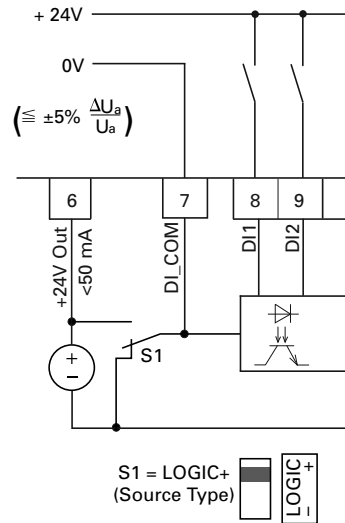 + 24V
0V
(≦ ±5% ΔUa/Ua)
6
7
8
9
+24V Out
<50 mA
DI_COM
DI1
DI2
+
−
S1
S1 = LOGIC+
(Source Type)
LOGIC
− +